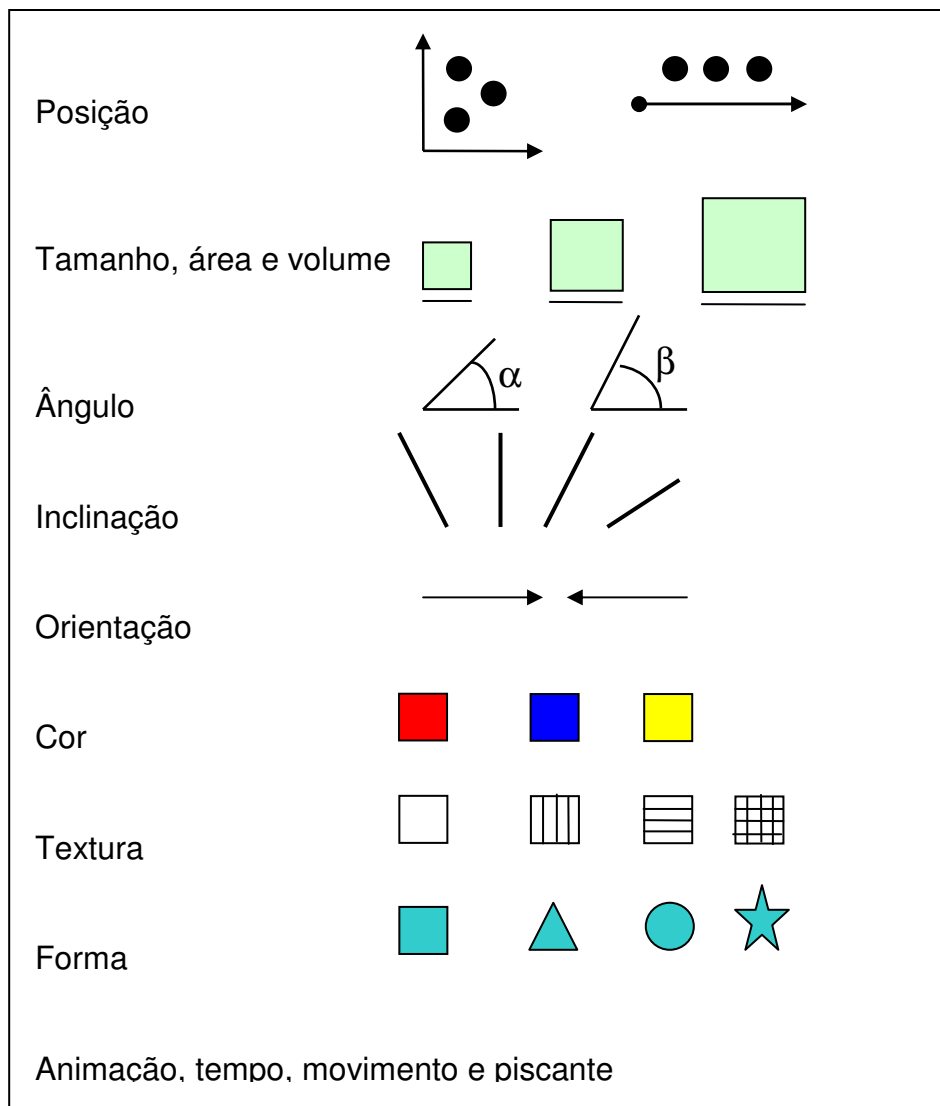 Posição
Tamanho, área e volume
α
β
Ângulo
Inclinação
Orientação
Cor
Textura
Forma
Animação, tempo, movimento e piscante